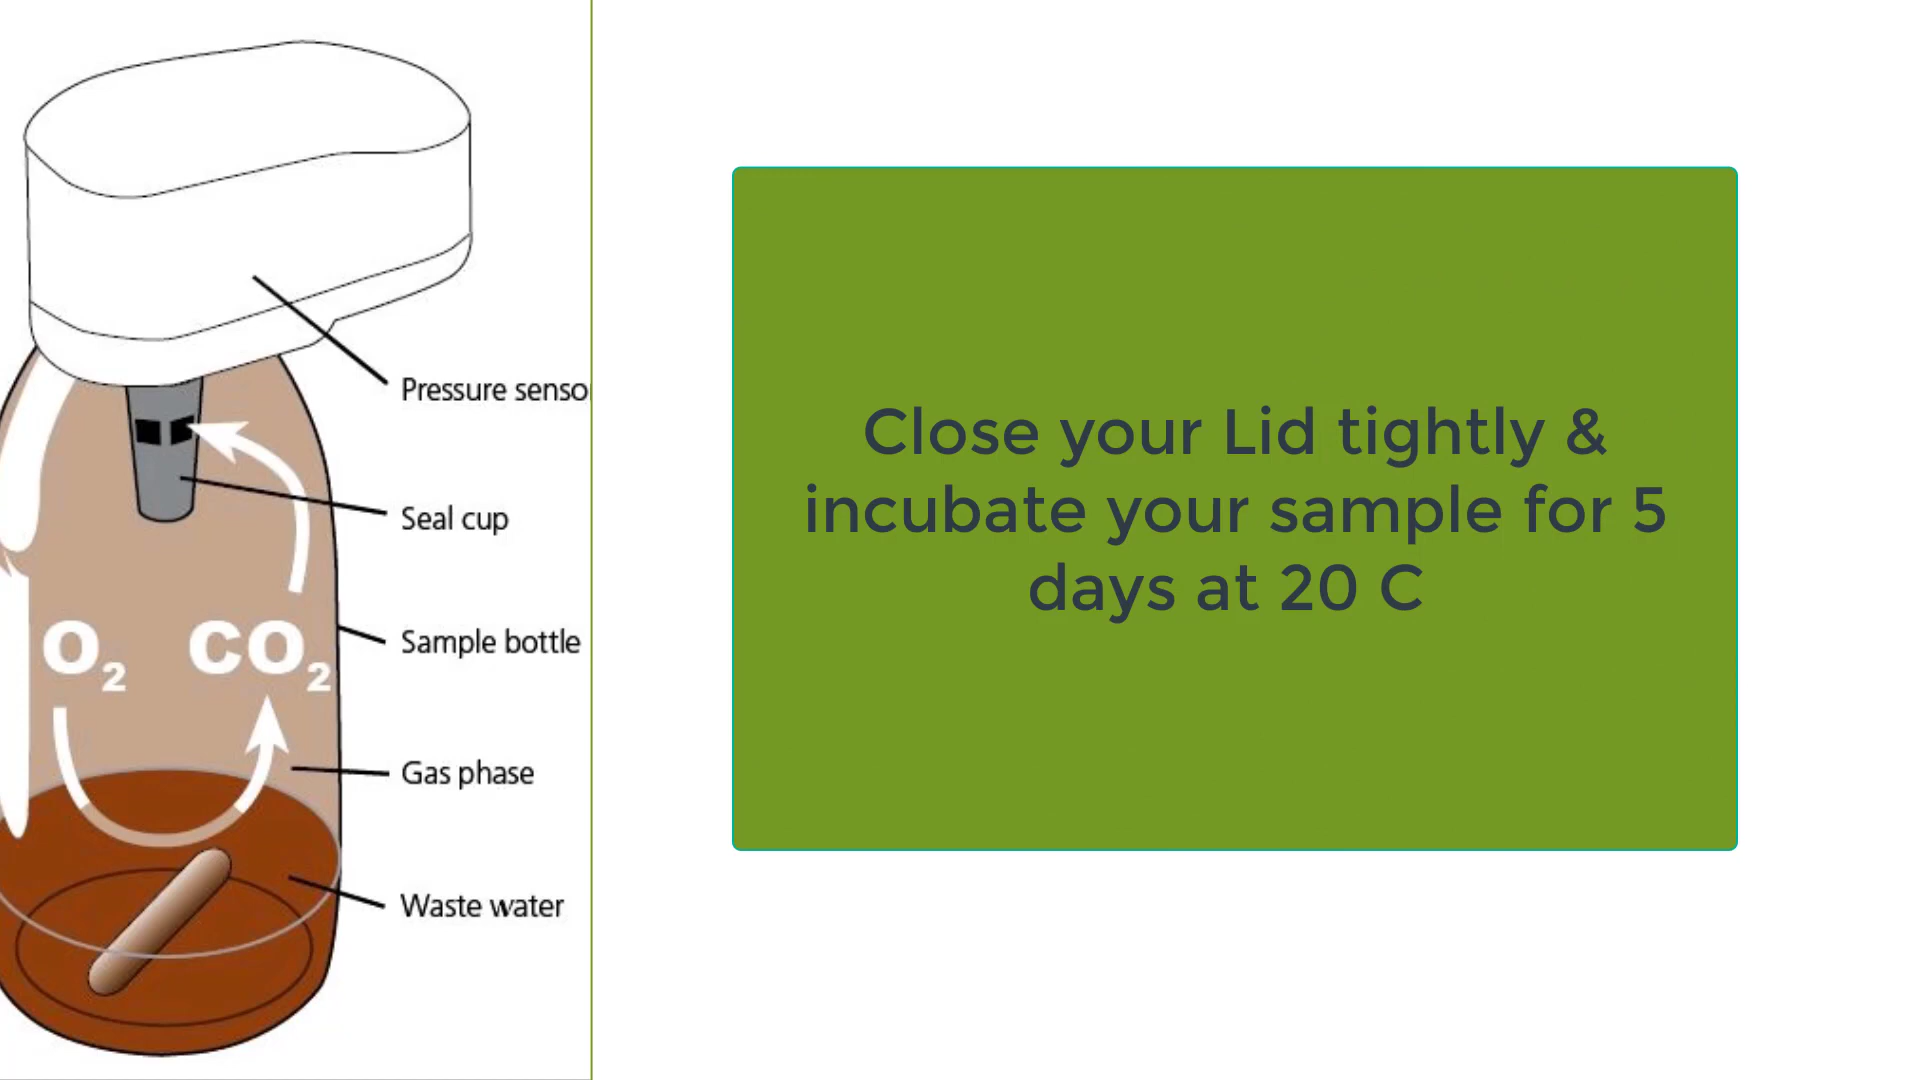 Pressure senso
Seal cup
O₂ CO₂
Sample bottle
Gas phase
Waste water
Close your Lid tightly &
incubate your sample for 5
days at 20 C